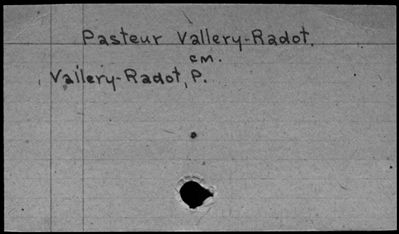 Pasteur Vallery-Radot.
cm.
Vallery-Radot, P.